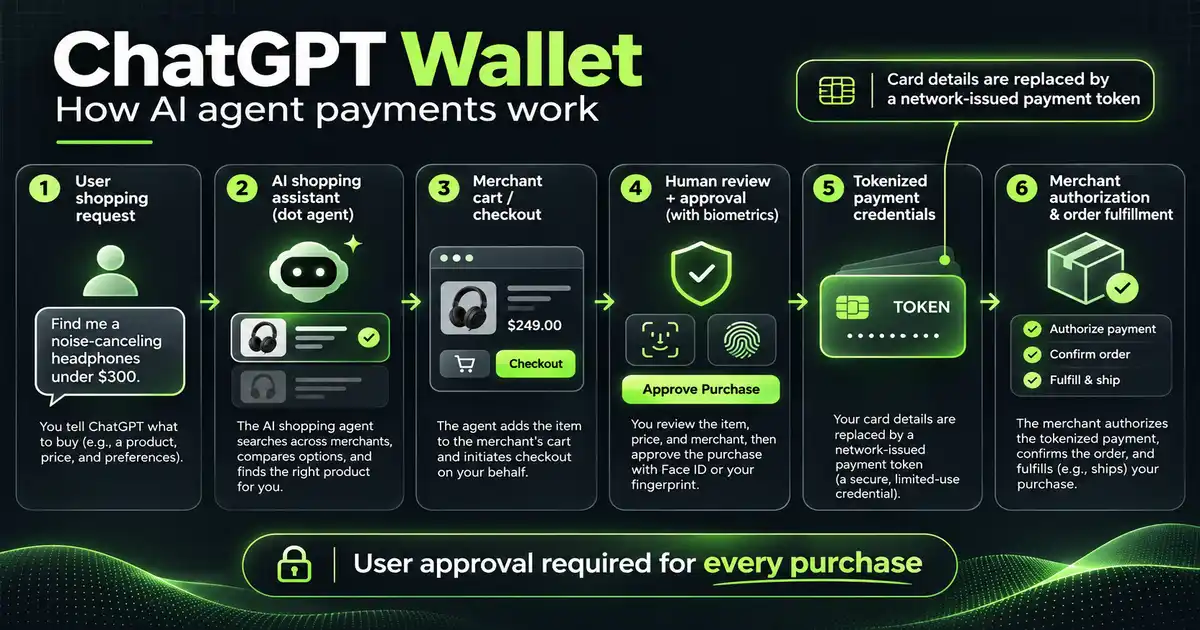 ChatGPT Wallet
How AI agent payments work
Card details are replaced by
a network-issued payment token
1
User
shopping
request
Find me a
noise-canceling
headphones
under $300.
You tell ChatGPT what
to buy (e.g., a product,
price, and preferences).
2
AI shopping
assistant
(dot agent)
The AI shopping agent
searches across merchants,
compares options, and
finds the right product
for you.
3
Merchant
cart /
checkout
$249.00
Checkout
The agent adds the item
to the merchant's cart
and initiates checkout
on your behalf.
4
Human review
+ approval
(with biometrics)
Approve Purchase
You review the item,
price, and merchant, then
approve the purchase
with Face ID or your
fingerprint.
5
Tokenized
payment
credentials
TOKEN
Your card details are
replaced by a
network-issued
payment token
(a secure, limited-use
credential).
6
Merchant
authorization
& order fulfillment
Authorize payment
Confirm order
Fulfill & ship
The merchant authorizes
the tokenized payment,
confirms the order, and
fulfills (e.g., ships) your
purchase.
User approval required for every purchase